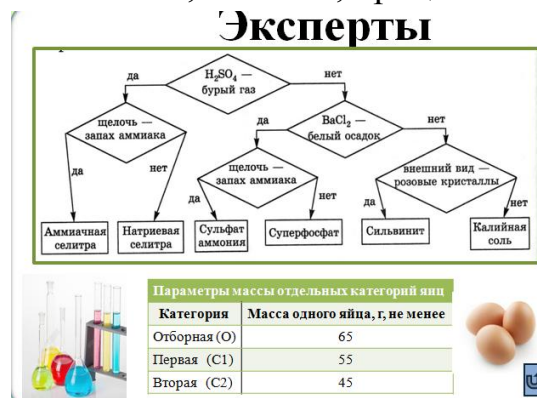 Эксперты
H₂SO₄ —
бурый газ
да
нет
щелочь —
запах аммиака
BaCl₂ —
белый осадок
да
нет
да
нет
щелочь —
запах аммиака
внешний вид —
розовые кристаллы
да
нет
да
нет
Аммиачная
селитра
Натриевая
селитра
Сульфат
аммония
Суперфосфат
Сильвинит
Калийная
соль
Параметры массы отдельных категорий яиц
Категория Масса одного яйца, г, не менее
Отборная (О) 65
Первая (С1) 55
Вторая (С2) 45